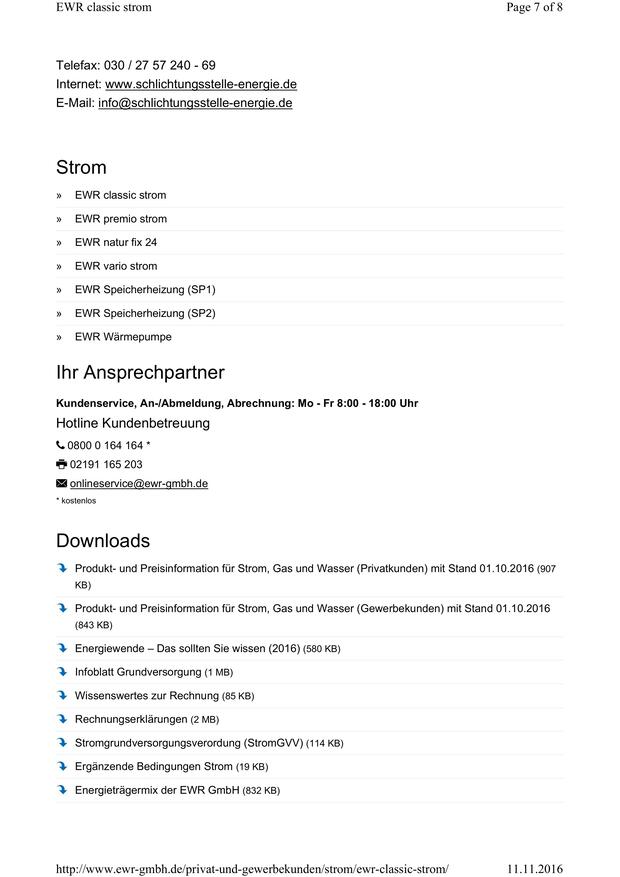 EWR classic strom Page 7 of 8
Telefax: 030 / 27 57 240 - 69
Internet: www.schlichtungsstelle-energie.de
E-Mail: info@schlichtungsstelle-energie.de
Strom
» EWR classic strom
» EWR premio strom
» EWR natur fix 24
» EWR vario strom
» EWR Speicherheizung (SP1)
» EWR Speicherheizung (SP2)
» EWR Wärmepumpe
Ihr Ansprechpartner
Kundenservice, An-/Abmeldung, Abrechnung: Mo - Fr 8:00 - 18:00 Uhr
Hotline Kundenbetreuung
0800 0 164 164 *
02191 165 203
onlineservice@ewr-gmbh.de
* kostenlos
Downloads
Produkt- und Preisinformation für Strom, Gas und Wasser (Privatkunden) mit Stand 01.10.2016 (907
KB)
Produkt- und Preisinformation für Strom, Gas und Wasser (Gewerbekunden) mit Stand 01.10.2016
(843 KB)
Energiewende – Das sollten Sie wissen (2016) (580 KB)
Infoblatt Grundversorgung (1 MB)
Wissenswertes zur Rechnung (85 KB)
Rechnungserklärungen (2 MB)
Stromgrundversorgungsverordung (StromGVV) (114 KB)
Ergänzende Bedingungen Strom (19 KB)
Energieträgermix der EWR GmbH (832 KB)
http://www.ewr-gmbh.de/privat-und-gewerbekunden/strom/ewr-classic-strom/ 11.11.2016